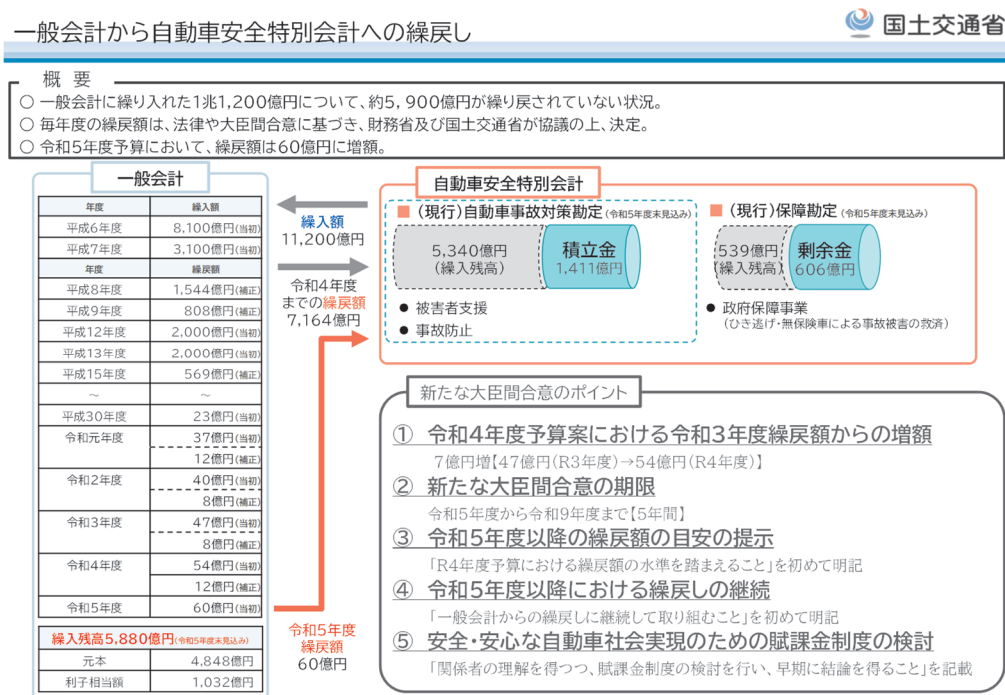 一般会計から自動車安全特別会計への繰戻し
国土交通省
概 要
○ 一般会計に繰り入れた1兆1,200億円について、約5,900億円が繰り戻されていない状況。
○ 毎年度の繰戻額は、法律や大臣間合意に基づき、財務省及び国土交通省が協議の上、決定。
○ 令和5年度予算において、繰戻額は60億円に増額。
一般会計
年度 繰入額
平成6年度 8,100億円(当初)
平成7年度 3,100億円(当初)
年度 繰戻額
平成8年度 1,544億円(補正)
平成9年度 808億円(補正)
平成12年度 2,000億円(当初)
平成13年度 2,000億円(当初)
平成15年度 569億円(補正)
~ ~
平成30年度 23億円(当初)
令和元年度 37億円(当初)
12億円(補正)
令和2年度 40億円(当初)
8億円(補正)
令和3年度 47億円(当初)
8億円(補正)
令和4年度 54億円(当初)
12億円(補正)
令和5年度 60億円(当初)
繰入残高5,880億円(令和5年度末見込み)
元本 4,848億円
利子相当額 1,032億円
繰入額
11,200億円
令和4年度
までの繰戻額
7,164億円
令和5年度
繰戻額
60億円
自動車安全特別会計
(現行)自動車事故対策勘定(令和5年度末見込み)
5,340億円
(繰入残高)
積立金
1,411億円
● 被害者支援
● 事故防止
(現行)保障勘定(令和5年度末見込み)
539億円
(繰入残高)
剰余金
606億円
● 政府保障事業
(ひき逃げ・無保険車による事故被害の救済)
新たな大臣間合意のポイント
① 令和4年度予算案における令和3年度繰戻額からの増額
7億円増【47億円(R3年度)→54億円(R4年度)】
② 新たな大臣間合意の期限
令和5年度から令和9年度まで【5年間】
③ 令和5年度以降の繰戻額の目安の提示
「R4年度予算における繰戻額の水準を踏まえること」を初めて明記
④ 令和5年度以降における繰戻しの継続
「一般会計からの繰戻しに継続して取り組むこと」を初めて明記
⑤ 安全・安心な自動車社会実現のための賦課金制度の検討
「関係者の理解を得つつ、賦課金制度の検討を行い、早期に結論を得ること」を記載